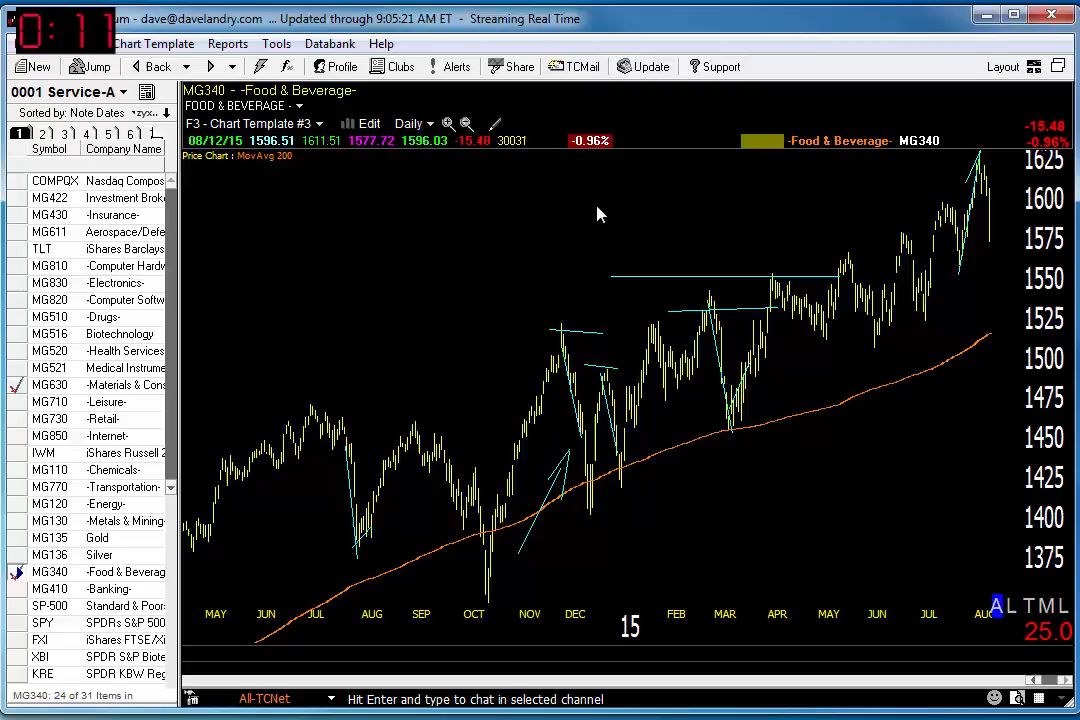 0:11
um - dave@davelandry.com ... Updated through 9:05:21 AM ET - Streaming Real Time
Chart Template Reports Tools Databank Help
New Jump Back Profile Clubs Alerts Share TCMail Update Support Layout
0001 Service-A
MG340 - -Food & Beverage-
FOOD & BEVERAGE -
Sorted by: Note Dates zyx..
F3 - Chart Template #3 Edit Daily
1 2 3 4 5 6
08/12/15 1596.51 1611.51 1577.72 1596.03 -15.48 30031 -0.96% -Food & Beverage- MG340
-15.48
-0.96%
Symbol Company Name
Price Chart : MovAvg 200
COMPQX Nasdaq Compos
MG422 Investment Brok
MG430 -Insurance-
MG611 Aerospace/Defe
TLT iShares Barclays
MG810 -Computer Hardw
MG830 -Electronics-
MG820 -Computer Softw
MG510 -Drugs-
MG516 Biotechnology
MG520 -Health Services
MG521 Medical Instrume
MG630 -Materials & Cons
MG710 -Leisure-
MG730 -Retail-
MG850 -Internet-
IWM iShares Russell 2
MG110 -Chemicals-
MG770 -Transportation-
MG120 -Energy-
MG130 -Metals & Mining-
MG135 Gold
MG136 Silver
MG340 -Food & Beverag
MG410 -Banking-
SP-500 Standard & Poor
SPY SPDRs S&P 500
FXI iShares FTSE/Xin
XBI SPDR S&P Biote
KRE SPDR KBW Reg
1625
1600
1575
1550
1525
1500
1475
1450
1425
1400
1375
MAY JUN JUL AUG SEP OCT NOV DEC 15 FEB MAR APR MAY JUN JUL AUG
A L T M L
25.0
MG340: 24 of 31 Items in
All-TCNet Hit Enter and type to chat in selected channel